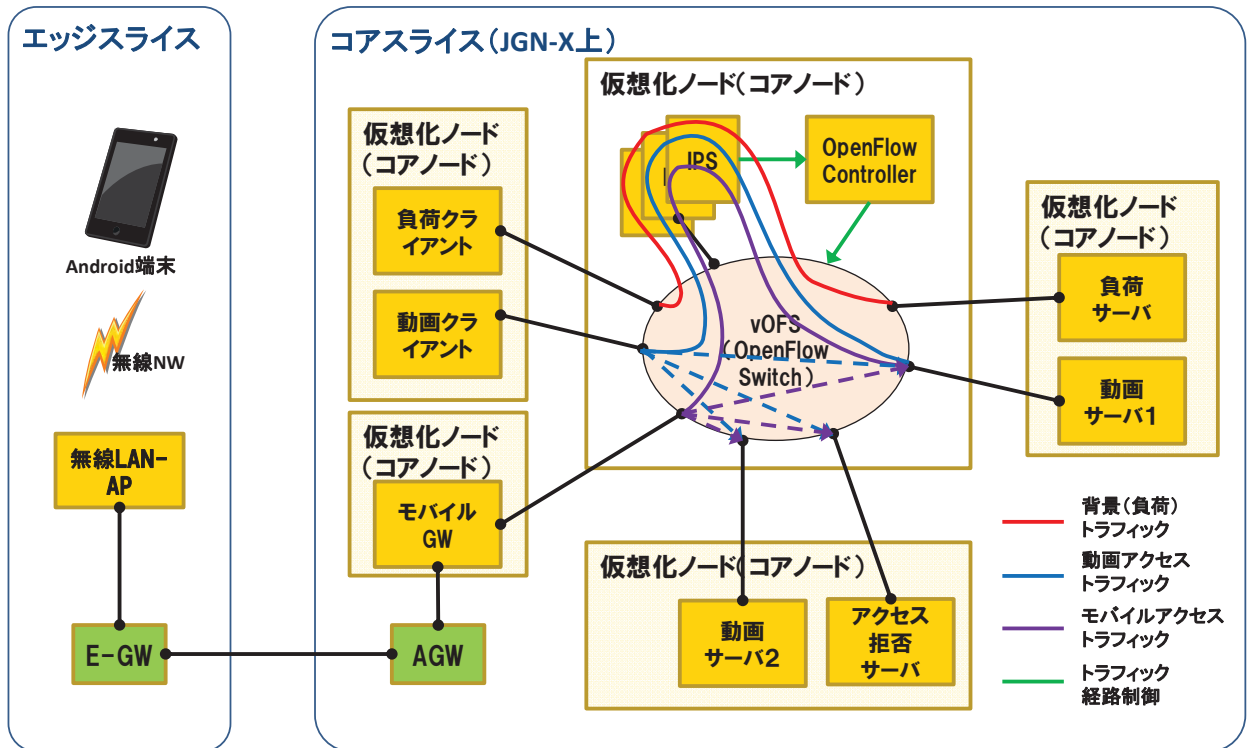 エッジスライス
Android端末
無線NW
無線LAN-
AP
E-GW
コアスライス(JGN-X上)
仮想化ノード
(コアノード)
負荷クラ
イアント
動画クラ
イアント
仮想化ノード
(コアノード)
モバイル
GW
AGW
仮想化ノード(コアノード)
IPS
OpenFlow
Controller
vOFS
(OpenFlow
Switch)
仮想化ノード
(コアノード)
負荷
サーバ
動画
サーバ1
仮想化ノード(コアノード)
動画
サーバ2
アクセス
拒否
サーバ
背景(負荷)
トラフィック
動画アクセス
トラフィック
モバイルアクセス
トラフィック
トラフィック
経路制御